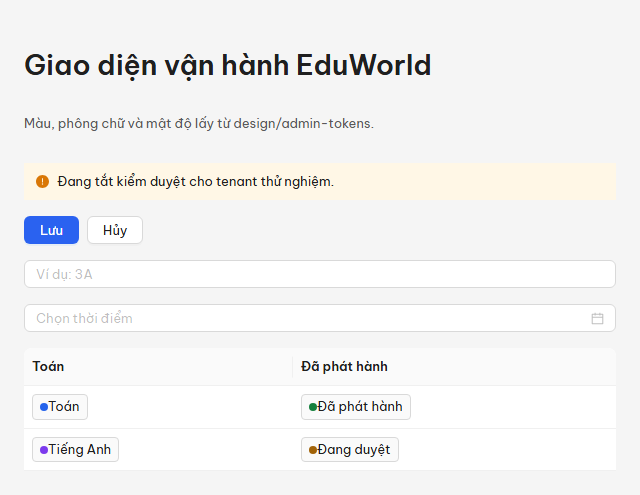 Giao diện vận hành EduWorld
Màu, phông chữ và mật độ lấy từ design/admin-tokens.
Đang tắt kiểm duyệt cho tenant thử nghiệm.
Lưu Hủy
Ví dụ: 3A
Chọn thời điểm
Toán Đã phát hành
Toán Đã phát hành
Tiếng Anh Đang duyệt